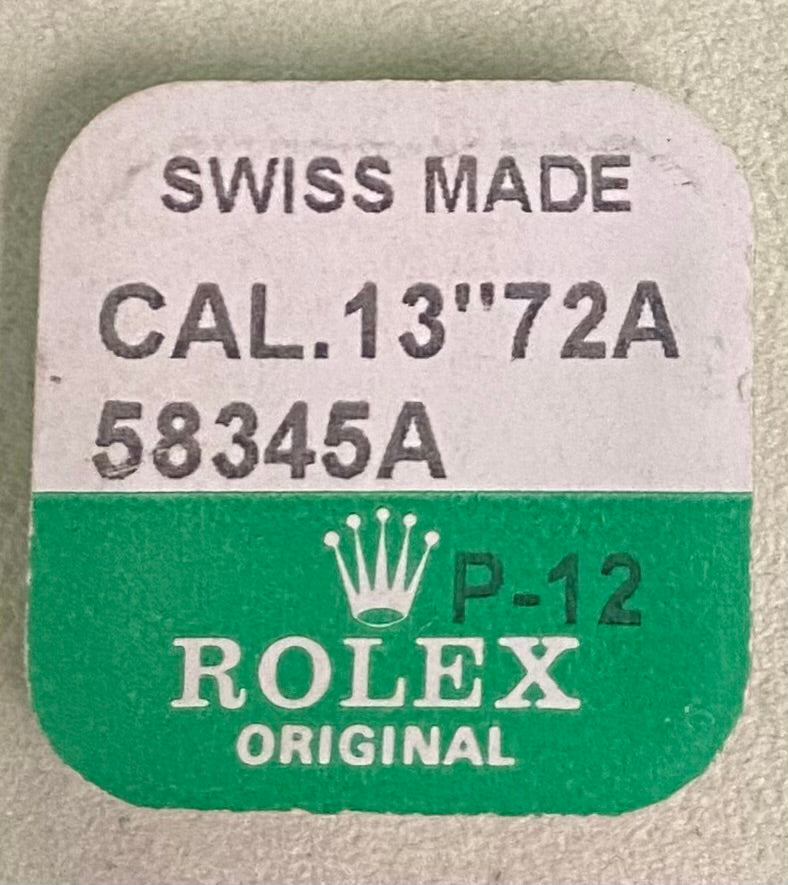 SWISS MADE
CAL.13"72A
58345A
P-12
ROLEX
ORIGINAL